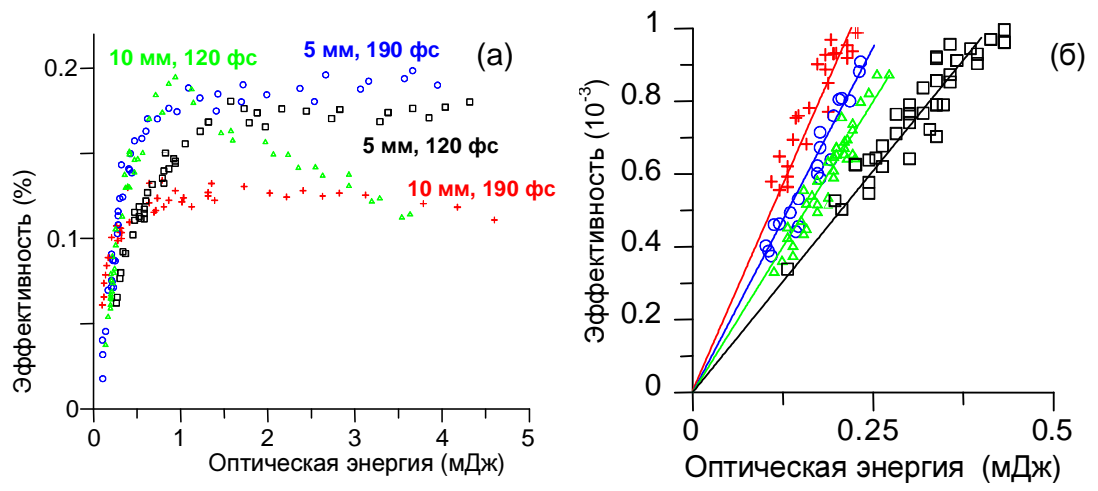 (а)
5 мм, 190 фс
10 мм, 120 фс
0.2
5 мм, 120 фс
10 мм, 190 фс
0.1
0
Эффективность (%)
0 1 2 3 4 5
Оптическая энергия (мДж)
(б)
1
0.8
0.6
0.4
0.2
0
Эффективность (10-3)
0 0.25 0.5
Оптическая энергия (мДж)